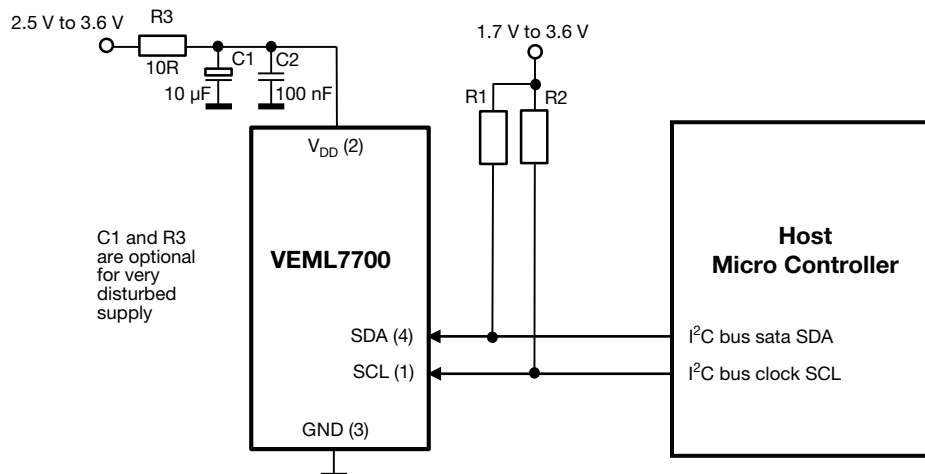 2.5 V to 3.6 V
R3
10R
C1
10 µF
C2
100 nF
1.7 V to 3.6 V
R1
R2
V_DD (2)
C1 and R3
are optional
for very
disturbed
supply
VEML7700
Host
Micro Controller
SDA (4)
I²C bus sata SDA
SCL (1)
I²C bus clock SCL
GND (3)